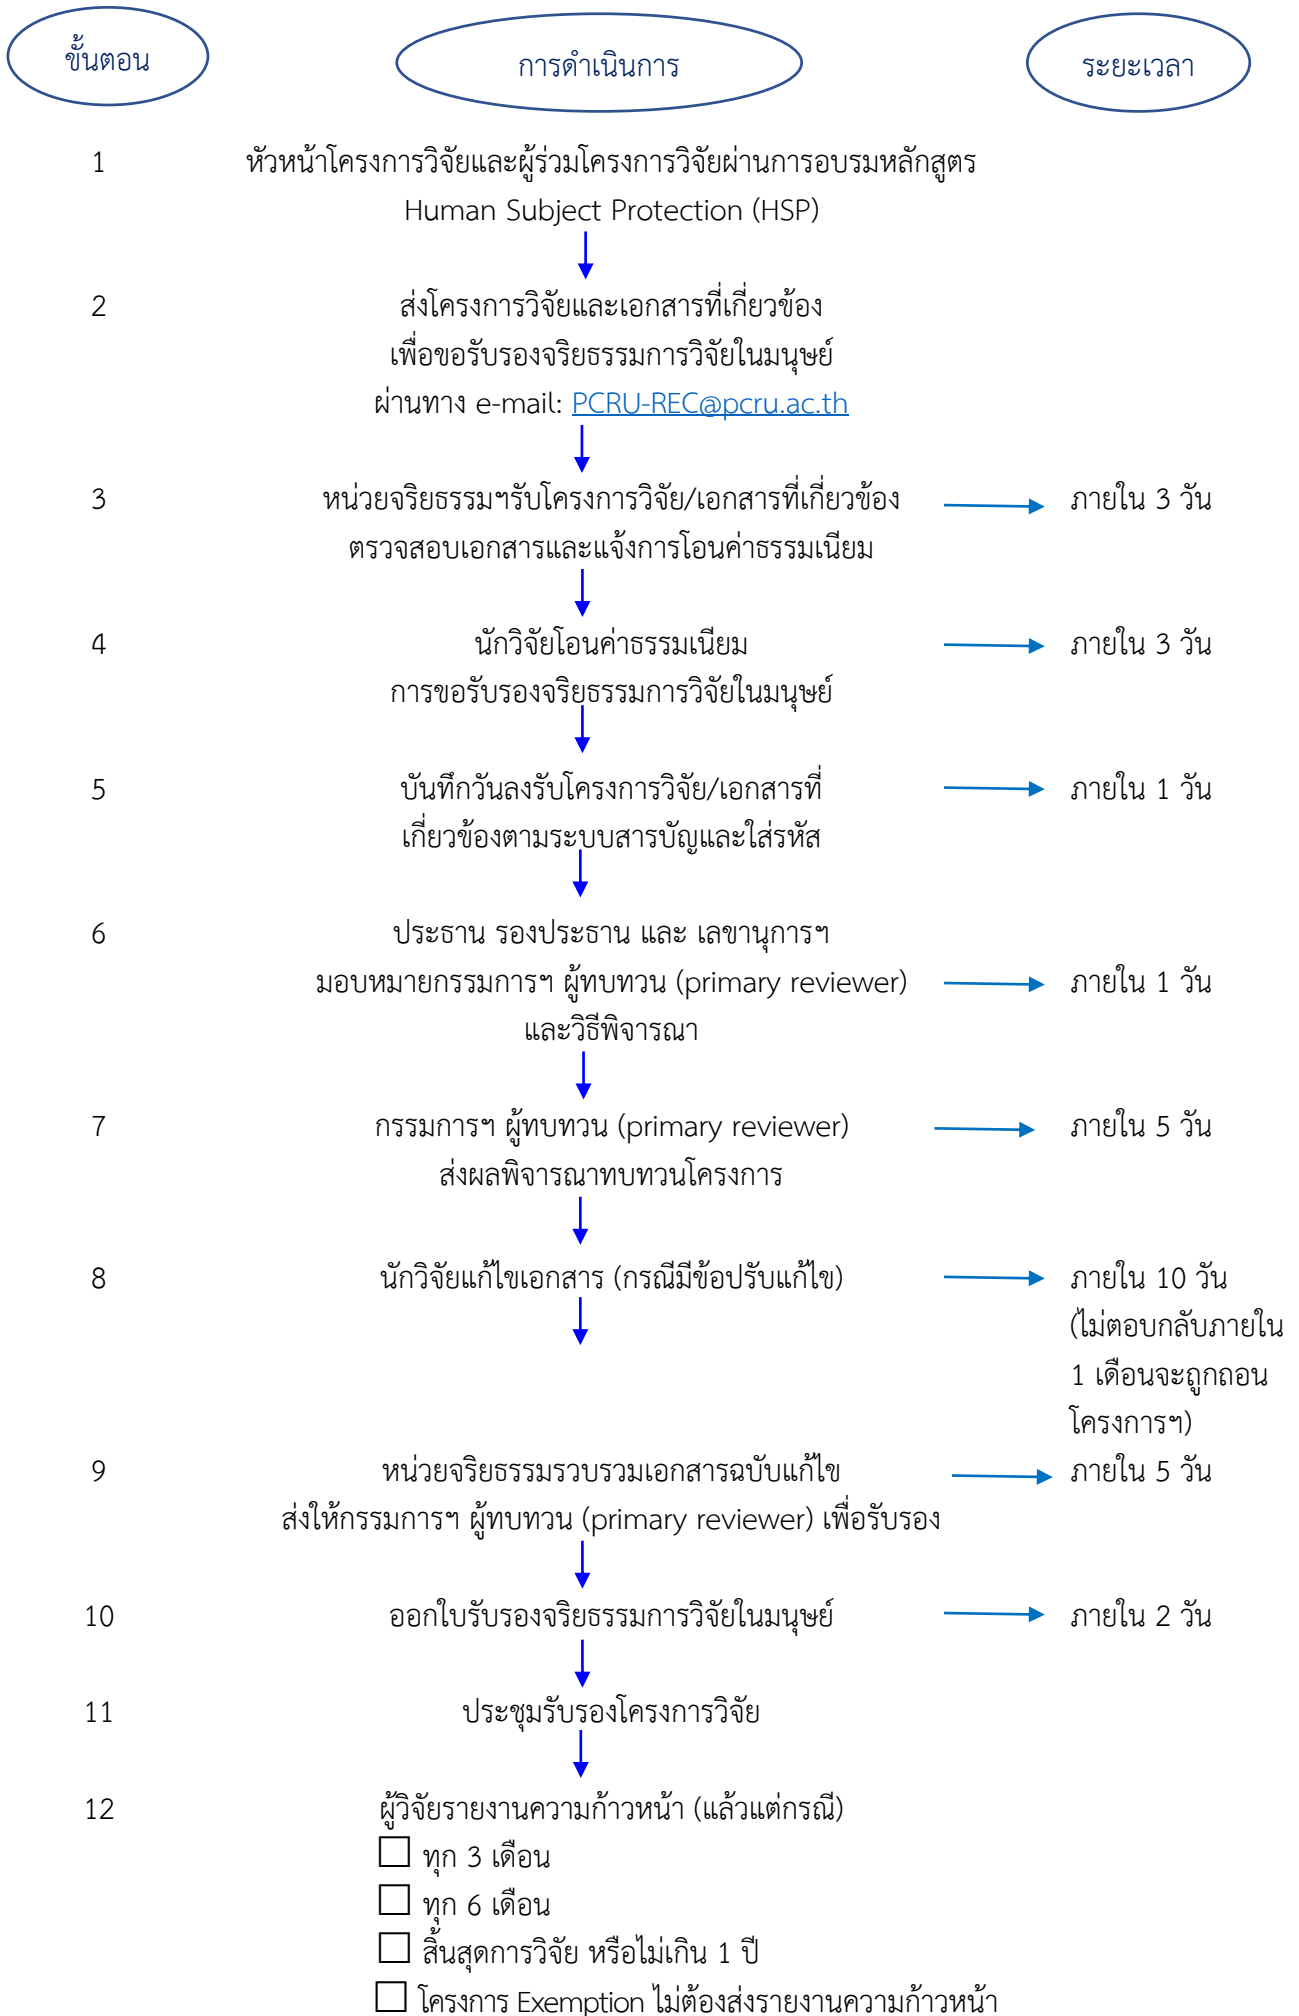 ขั้นตอน การดำเนินการ ระยะเวลา
1 หัวหน้าโครงการวิจัยและผู้ร่วมโครงการวิจัยผ่านการอบรมหลักสูตร
Human Subject Protection (HSP)
2 ส่งโครงการวิจัยและเอกสารที่เกี่ยวข้อง
เพื่อขอรับรองจริยธรรมการวิจัยในมนุษย์
ผ่านทาง e-mail: PCRU-REC@pcru.ac.th
3 หน่วยจริยธรรมฯรับโครงการวิจัย/เอกสารที่เกี่ยวข้อง ภายใน 3 วัน
ตรวจสอบเอกสารและแจ้งการโอนค่าธรรมเนียม
4 นักวิจัยโอนค่าธรรมเนียม ภายใน 3 วัน
การขอรับรองจริยธรรมการวิจัยในมนุษย์
5 บันทึกวันลงรับโครงการวิจัย/เอกสารที่ ภายใน 1 วัน
เกี่ยวข้องตามระบบสารบัญและใส่รหัส
6 ประธาน รองประธาน และ เลขานุการฯ
มอบหมายกรรมการฯ ผู้ทบทวน (primary reviewer) ภายใน 1 วัน
และวิธีพิจารณา
7 กรรมการฯ ผู้ทบทวน (primary reviewer) ภายใน 5 วัน
ส่งผลพิจารณาทบทวนโครงการ
8 นักวิจัยแก้ไขเอกสาร (กรณีมีข้อปรับแก้ไข) ภายใน 10 วัน
(ไม่ตอบกลับภายใน
1 เดือนจะถูกถอน
โครงการฯ)
9 หน่วยจริยธรรมรวบรวมเอกสารฉบับแก้ไข ภายใน 5 วัน
ส่งให้กรรมการฯ ผู้ทบทวน (primary reviewer) เพื่อรับรอง
10 ออกใบรับรองจริยธรรมการวิจัยในมนุษย์ ภายใน 2 วัน
11 ประชุมรับรองโครงการวิจัย
12 ผู้วิจัยรายงานความก้าวหน้า (แล้วแต่กรณี)
☐ ทุก 3 เดือน
☐ ทุก 6 เดือน
☐ สิ้นสุดการวิจัย หรือไม่เกิน 1 ปี
☐ โครงการ Exemption ไม่ต้องส่งรายงานความก้าวหน้า